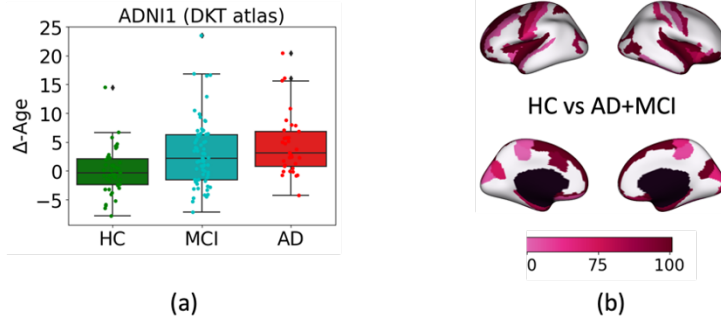 ADNI1 (DKT atlas)
Δ-Age
25
20
15
10
5
0
−5
HC
MCI
AD
(a)
HC vs AD+MCI
0
75
100
(b)